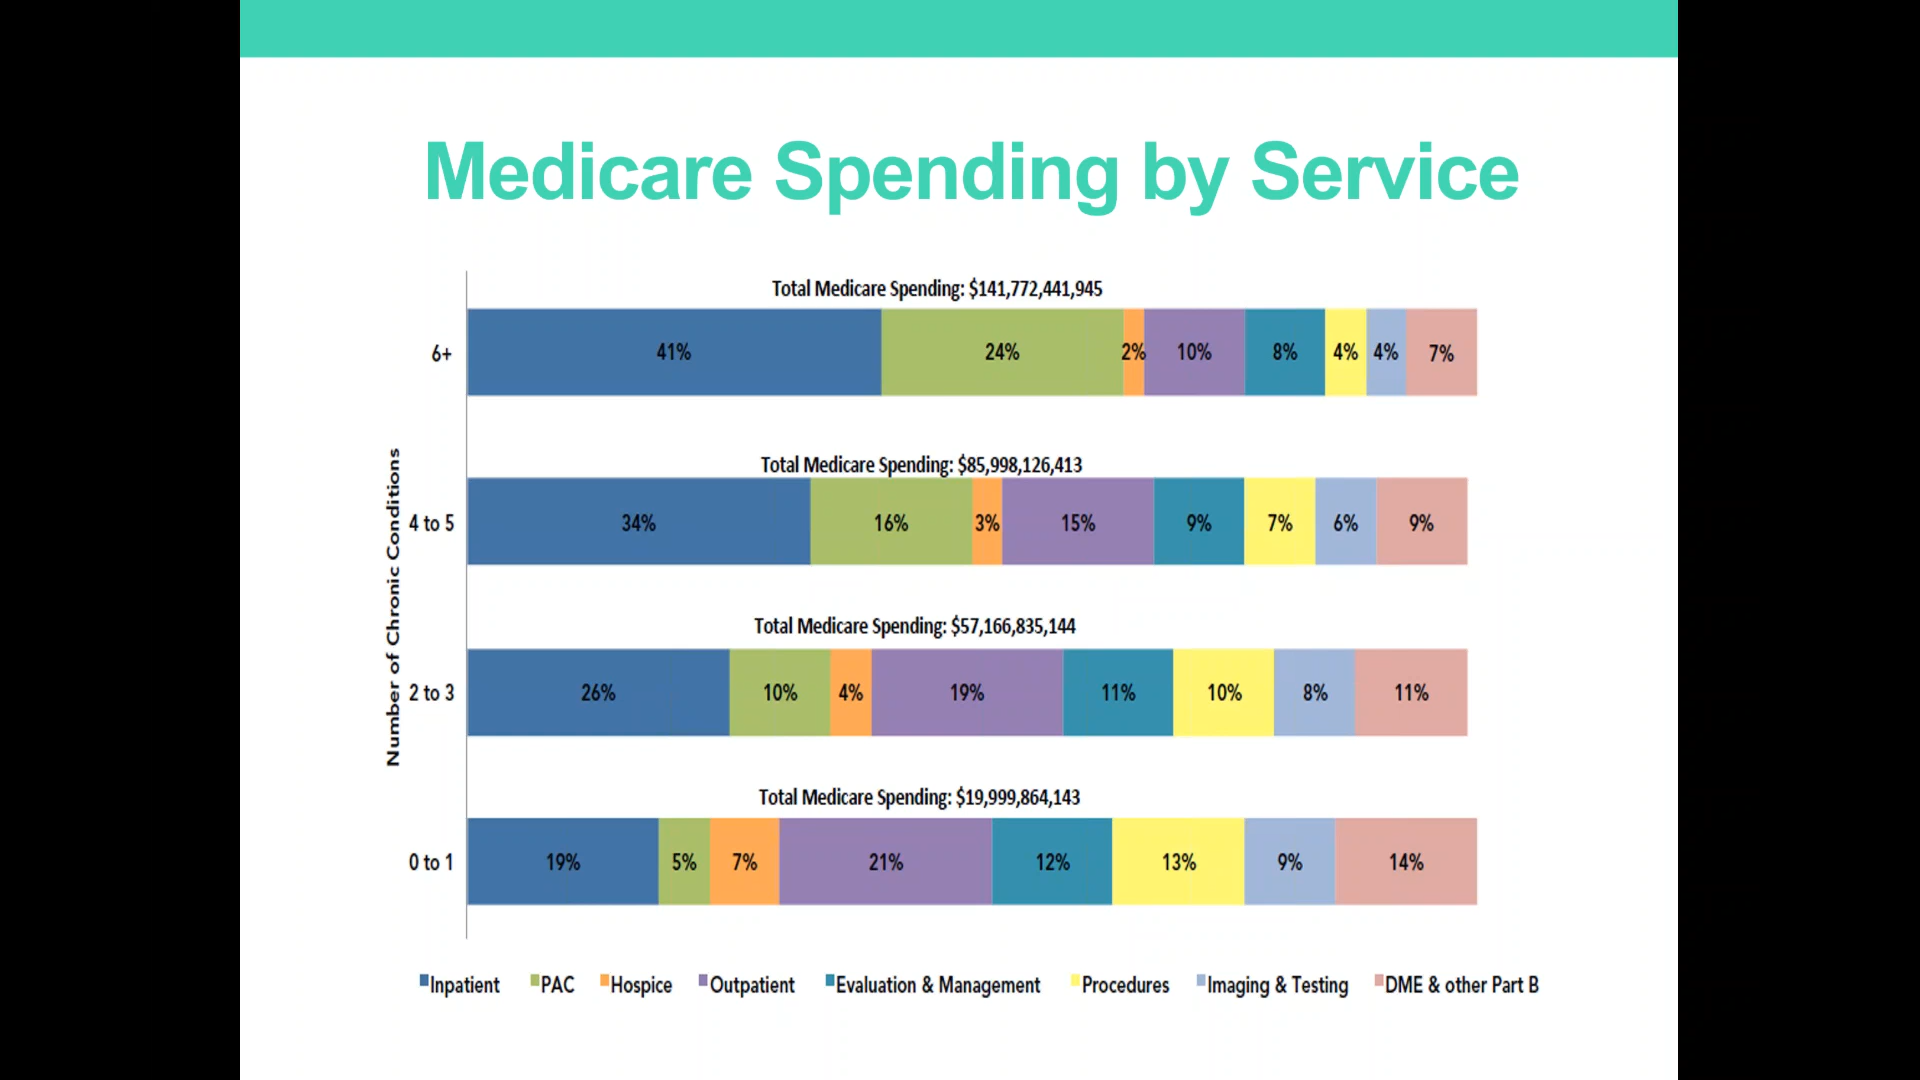 Medicare Spending by Service
Total Medicare Spending: $141,772,441,945
6+
41% 24% 2% 10% 8% 4% 4% 7%
Total Medicare Spending: $85,998,126,413
4 to 5
34% 16% 3% 15% 9% 7% 6% 9%
Number of Chronic Conditions
Total Medicare Spending: $57,166,835,144
2 to 3
26% 10% 4% 19% 11% 10% 8% 11%
Total Medicare Spending: $19,999,864,143
0 to 1
19% 5% 7% 21% 12% 13% 9% 14%
Inpatient PAC Hospice Outpatient Evaluation & Management Procedures Imaging & Testing DME & other Part B